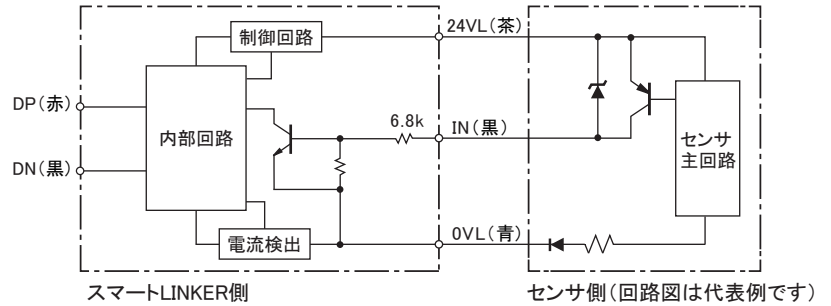 制御回路
24VL(茶)
DP(赤)
6.8k
IN(黒)
内部回路
センサ
主回路
DN(黒)
0VL(青)
電流検出
スマートLINKER側
センサ側(回路図は代表例です)